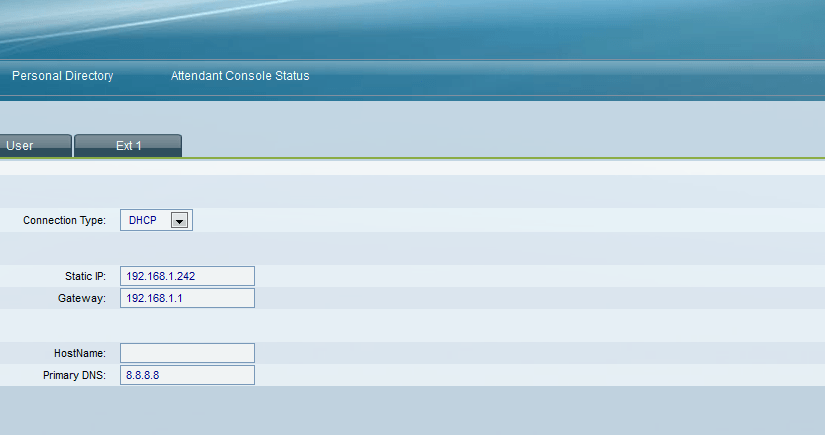 Personal Directory Attendant Console Status
User Ext 1
Connection Type: DHCP
Static IP: 192.168.1.242
Gateway: 192.168.1.1
HostName:
Primary DNS: 8.8.8.8